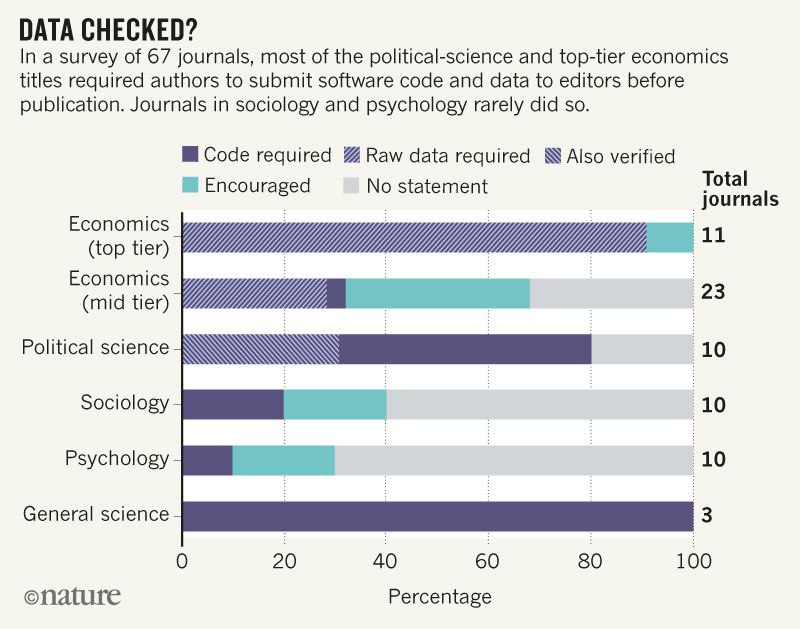 DATA CHECKED?
In a survey of 67 journals, most of the political-science and top-tier economics
titles required authors to submit software code and data to editors before
publication. Journals in sociology and psychology rarely did so.
Code required Raw data required Also verified
Encouraged No statement
Total
journals
Economics
(top tier) 11
Economics
(mid tier) 23
Political science 10
Sociology 10
Psychology 10
General science 3
0 20 40 60 80 100
Percentage
©nature